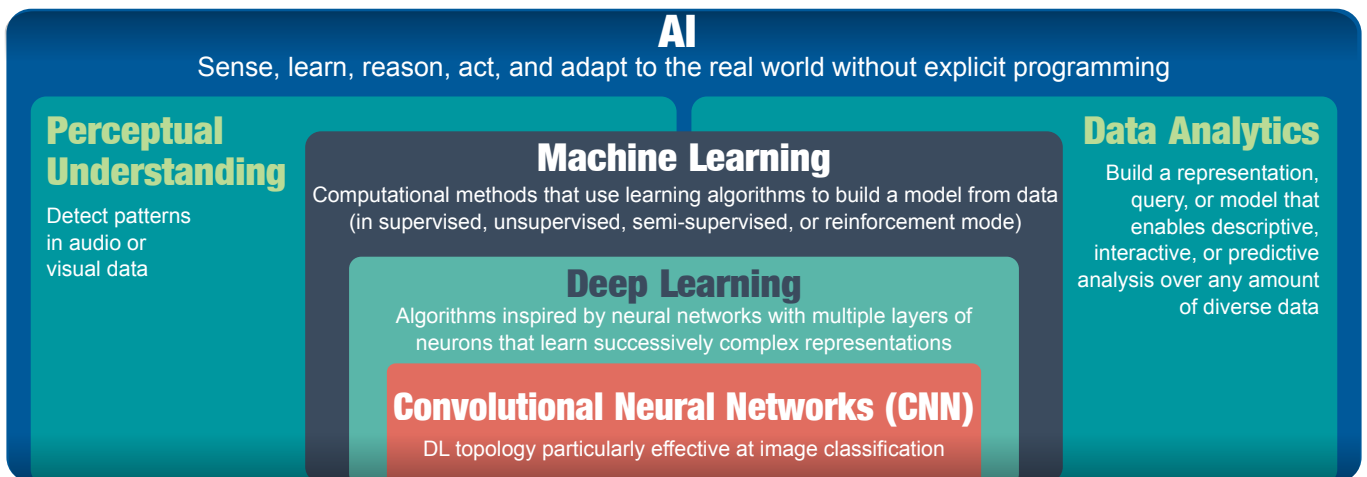 AI
Sense, learn, reason, act, and adapt to the real world without explicit programming
Perceptual
Understanding
Detect patterns
in audio or
visual data
Machine Learning
Computational methods that use learning algorithms to build a model from data
(in supervised, unsupervised, semi-supervised, or reinforcement mode)
Deep Learning
Algorithms inspired by neural networks with multiple layers of
neurons that learn successively complex representations
Convolutional Neural Networks (CNN)
DL topology particularly effective at image classification
Data Analytics
Build a representation,
query, or model that
enables descriptive,
interactive, or predictive
analysis over any amount
of diverse data